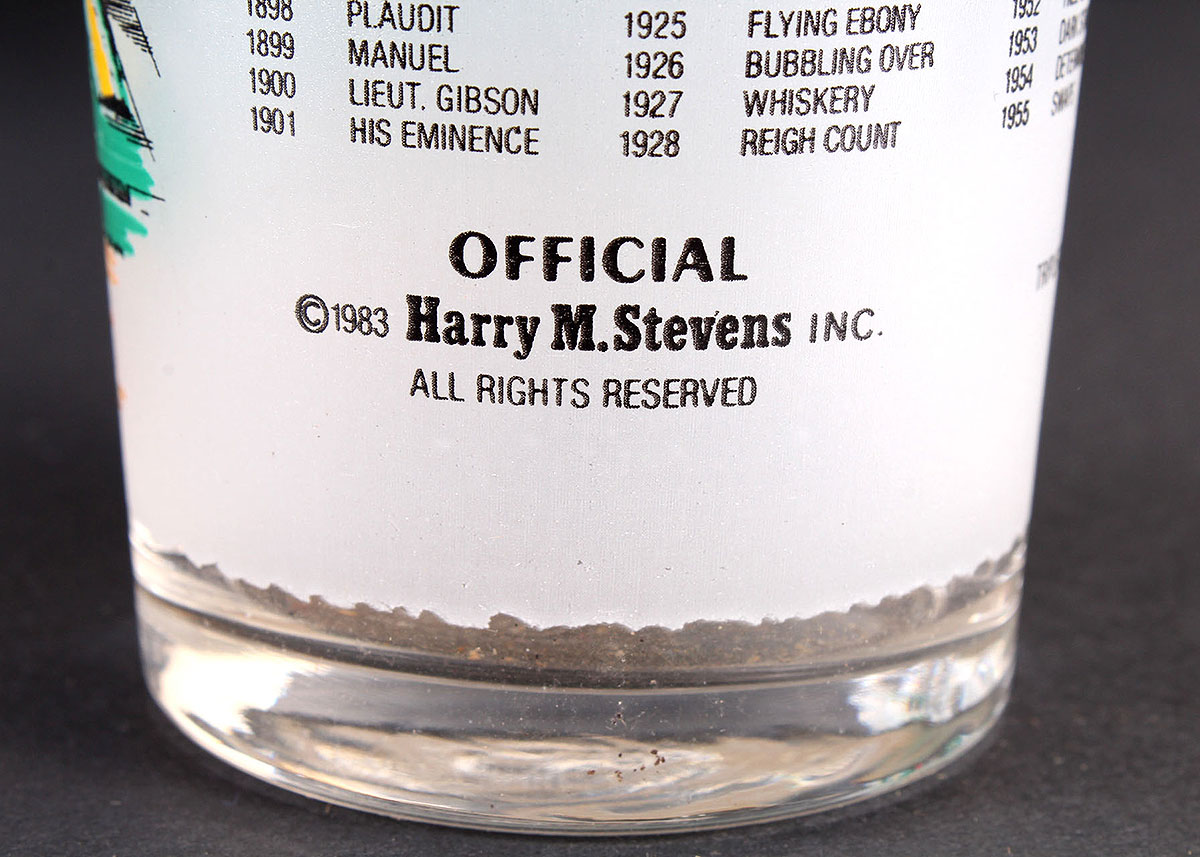 1898 PLAUDIT 1925 FLYING EBONY 1952
1899 MANUEL 1926 BUBBLING OVER 1953
1900 LIEUT. GIBSON 1927 WHISKERY 1954
1901 HIS EMINENCE 1928 REIGH COUNT 1955
OFFICIAL
©1983 Harry M. Stevens INC.
ALL RIGHTS RESERVED